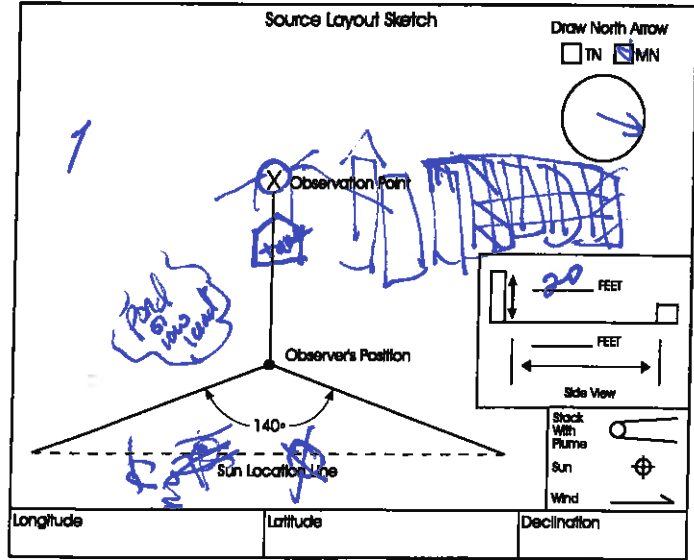 Source Layout Sketch
Draw North Arrow
TN MN
X Observation Point
Pond
20 FEET
FEET
Side View
Observer's Position
140°
Sun Location Line
Stack
With
Plume
Sun
Wind
Longitude
Latitude
Declination